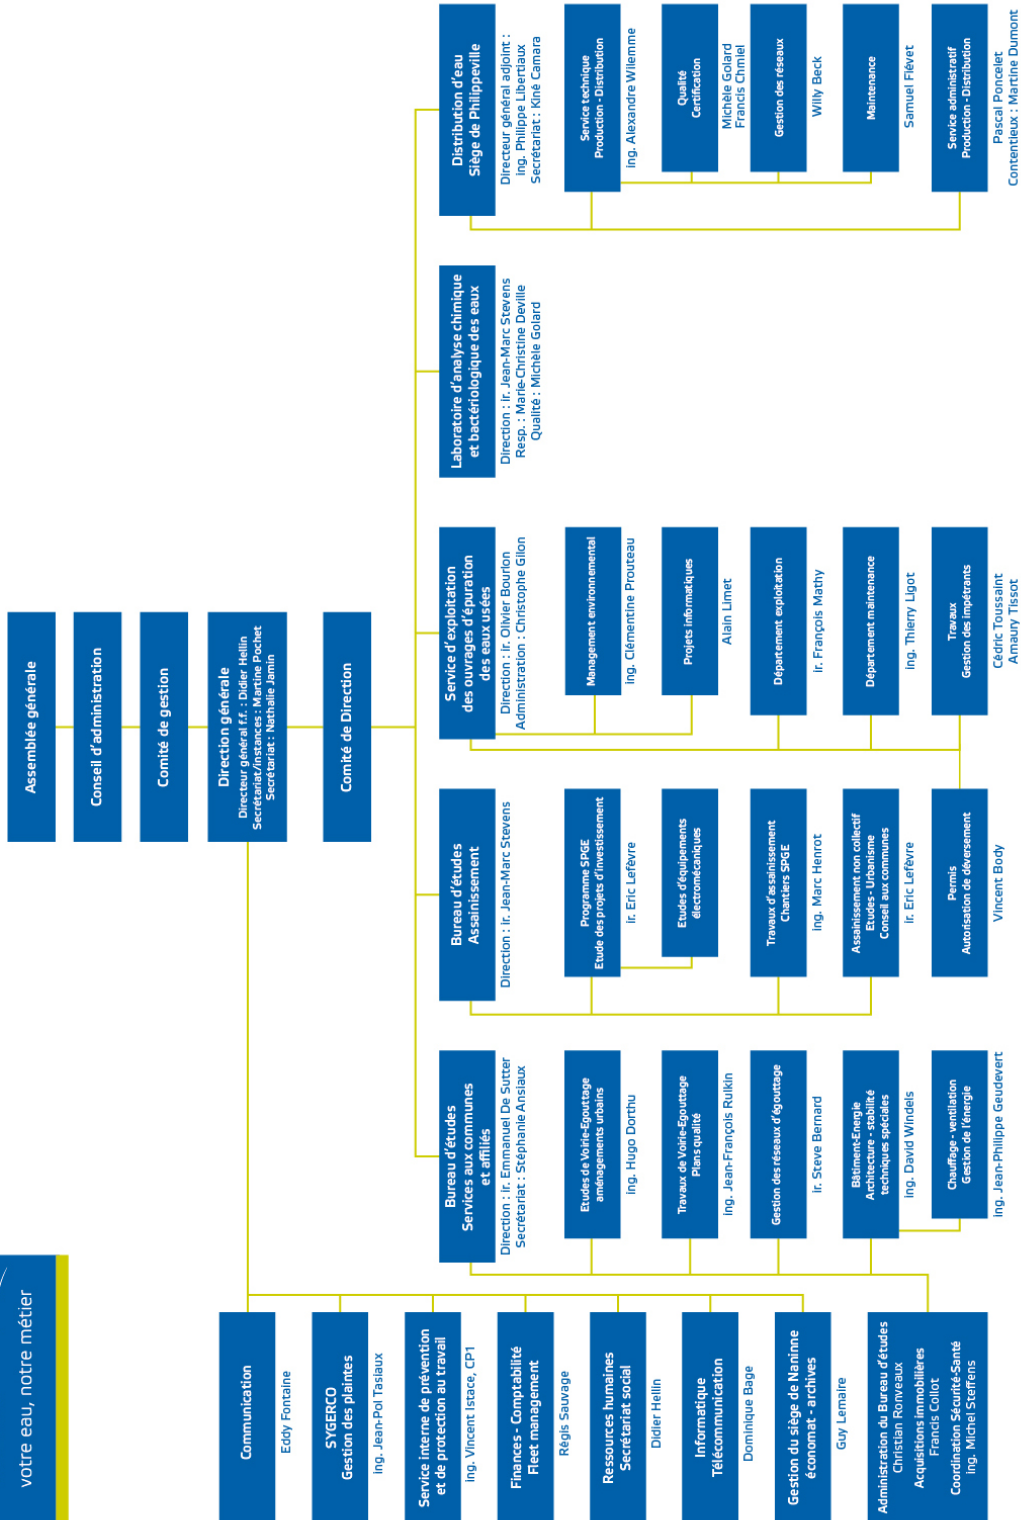 votre eau, notre métier
Assemblée générale
Conseil d'administration
Comité de gestion
Direction générale
Directeur général f.f. : Didier Hellin
Secrétariat/instances : Martine Pochet
Secrétariat : Nathalie Jamin
Comité de Direction
Communication
Eddy Fontaine
SYGERCO
Gestion des plaintes
ing. Jean-Pol Tasiaux
Service interne de prévention
et de protection au travail
ing. Vincent Istace, CP1
Finances - Comptabilité
Fleet management
Régis Sauvage
Ressources humaines
Secrétariat social
Didier Hellin
Informatique
Télécommunication
Dominique Bage
Gestion du siège de Naninne
économat - archives
Guy Lemaire
Administration du Bureau d'études
Christian Ronveaux
Acquisitions immobilières
Francis Collot
Coordination Sécurité-Santé
ing. Michel Steffens
Bureau d'études
Services aux communes
et affiliés
Direction : ir. Emmanuel De Sutter
Secrétariat : Stéphanie Ansiaux
Etudes de Voirie-Egouttage
aménagements urbains
ing. Hugo Dorthu
Travaux de Voirie-Egouttage
Plans qualité
ing. Jean-François Rulkin
Gestion des réseaux d'égouttage
ir. Steve Bernard
Bâtiment-Energie
Architecture - stabilité
techniques spéciales
ing. David Windels
Chauffage - ventilation
Gestion de l'énergie
ing. Jean-Philippe Geudevert
Bureau d'études
Assainissement
Direction : ir. Jean-Marc Stevens
Programme SPGE
Etude des projets d'investissement
ir. Eric Lefèvre
Etudes d'équipements
électromécaniques
Travaux d'assainissement
Chantiers SPGE
ing. Marc Henrot
Assainissement non collectif
Etudes - Urbanisme
Conseil aux communes
ir. Eric Lefèvre
Permis
Autorisation de déversement
Vincent Body
Service d'exploitation
des ouvrages d'épuration
des eaux usées
Direction : ir. Olivier Bourlon
Administration : Christophe Gilon
Management environnemental
ing. Clémentine Prouteau
Projets informatiques
Alain Limet
Département exploitation
ir. François Mathy
Département maintenance
ing. Thierry Ligot
Travaux
Gestion des impétrants
Cédric Toussaint
Amaury Tissot
Laboratoire d'analyse chimique
et bactériologique des eaux
Direction : ir. Jean-Marc Stevens
Resp. : Marie-Christine Deville
Qualité : Michèle Golard
Distribution d'eau
Siège de Philippeville
Directeur général adjoint :
ing. Philippe Libertiaux
Secrétariat : Kiné Camara
Service technique
Production - Distribution
ing. Alexandre Wilemme
Qualité
Certification
Michèle Golard
Francis Chmiel
Gestion des réseaux
Willy Beck
Maintenance
Samuel Fiévet
Service administratif
Production - Distribution
Pascal Poncelet
Contentieux : Martine Dumont